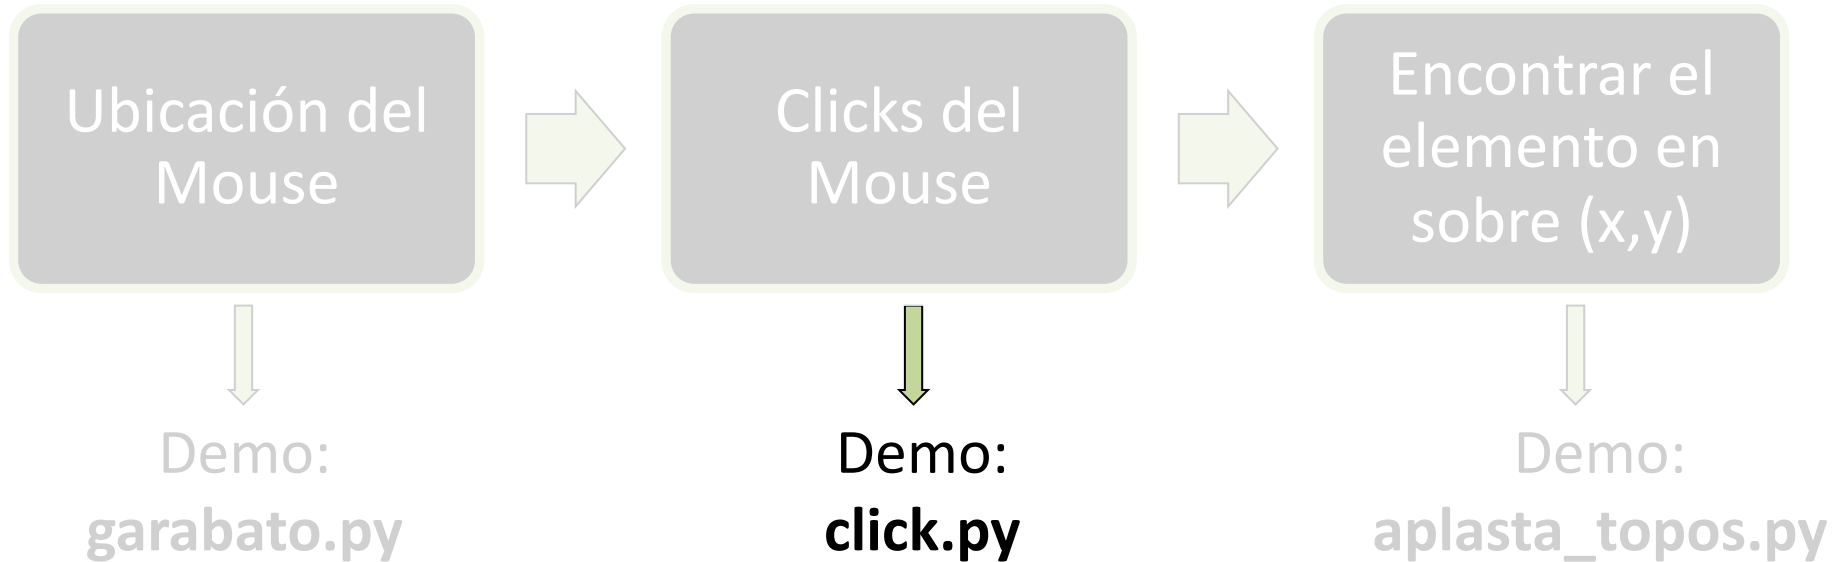 Ubicación del
Mouse
Clicks del
Mouse
Encontrar el
elemento en
sobre (x,y)
Demo:
garabato.py
Demo:
click.py
Demo:
aplasta_topos.py